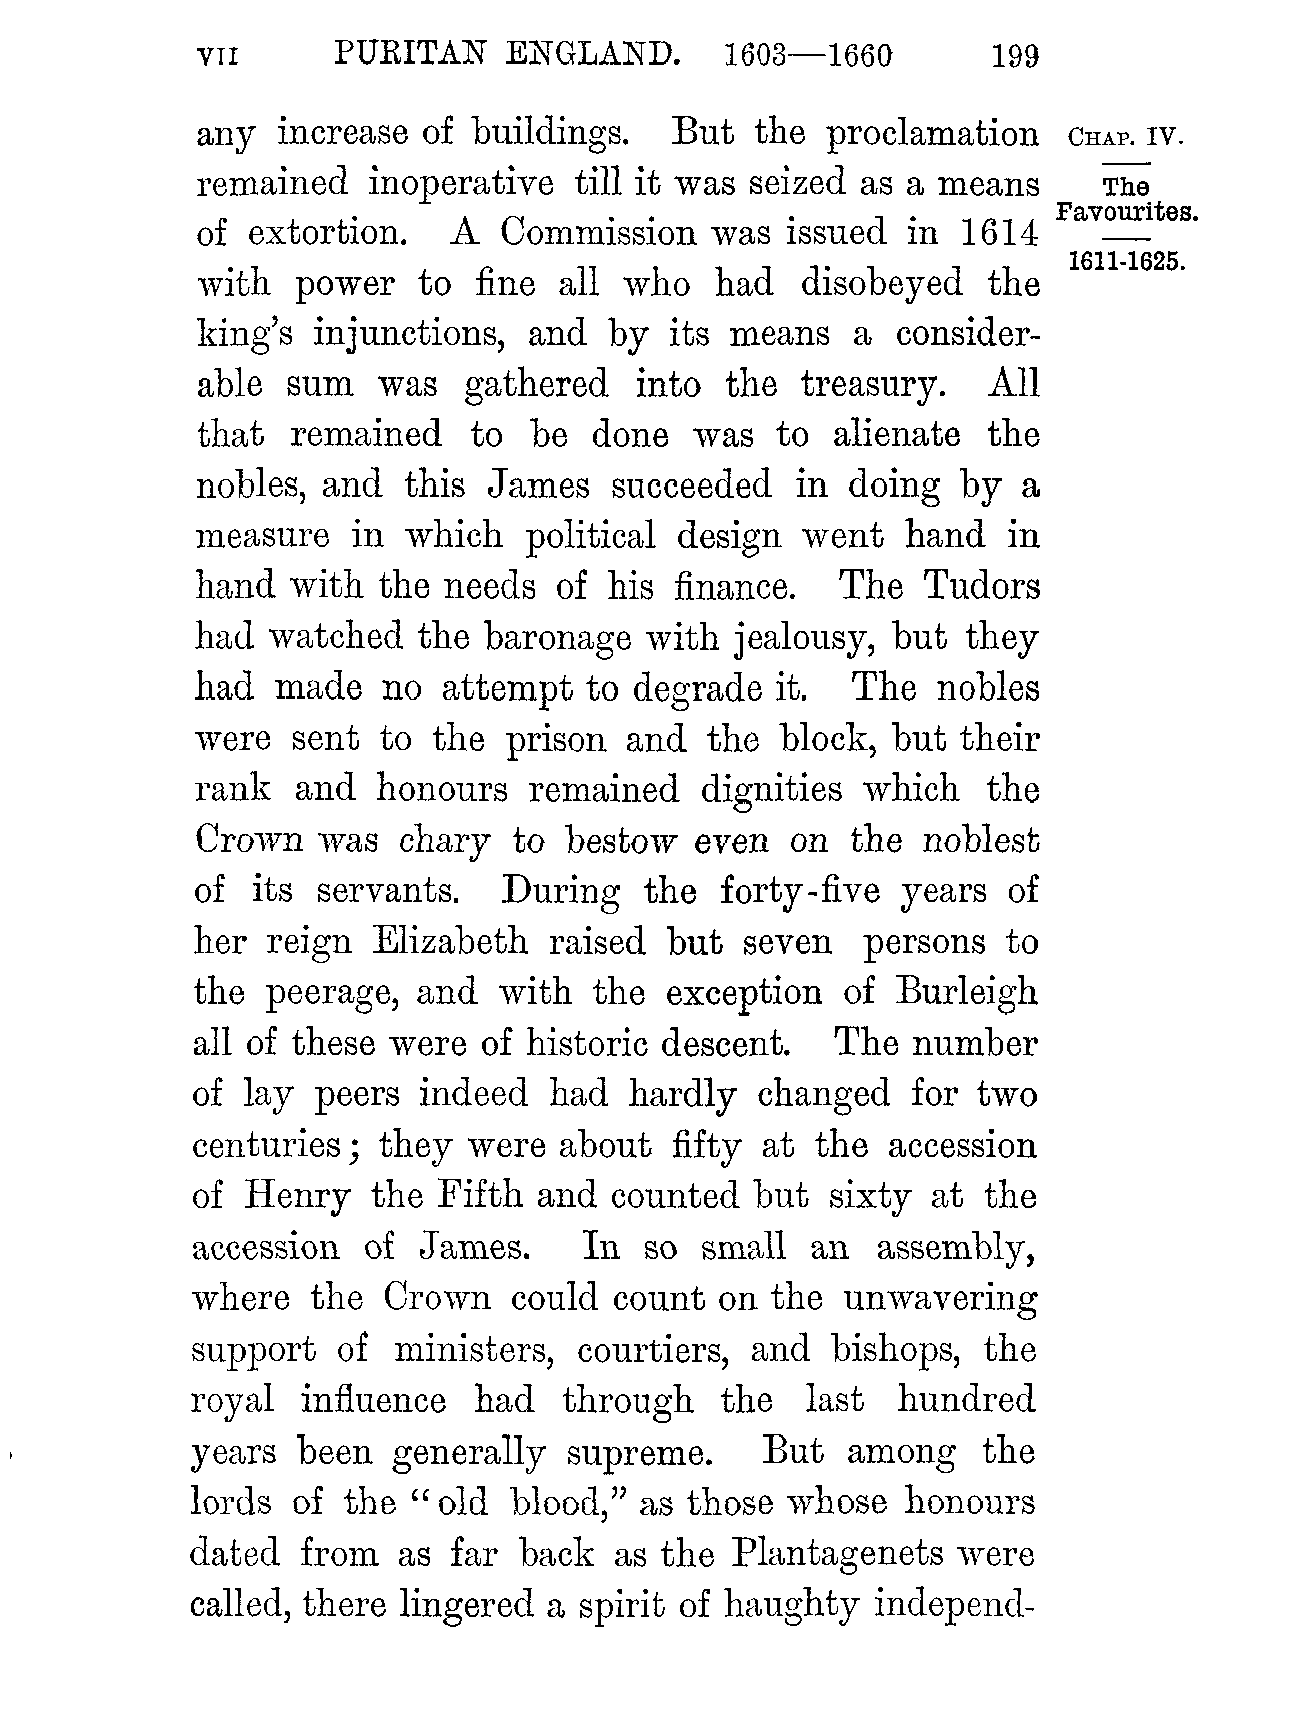 VII PURITAN ENGLAND. 1603—1660 199
any increase of buildings. But the proclamation
remained inoperative till it was seized as a means
of extortion. A Commission was issued in 1614
with power to fine all who had disobeyed the
king's injunctions, and by its means a consider-
able sum was gathered into the treasury. All
that remained to be done was to alienate the
nobles, and this James succeeded in doing by a
measure in which political design went hand in
hand with the needs of his finance. The Tudors
had watched the baronage with jealousy, but they
had made no attempt to degrade it. The nobles
were sent to the prison and the block, but their
rank and honours remained dignities which the
Crown was chary to bestow even on the noblest
of its servants. During the forty-five years of
her reign Elizabeth raised but seven persons to
the peerage, and with the exception of Burleigh
all of these were of historic descent. The number
of lay peers indeed had hardly changed for two
centuries; they were about fifty at the accession
of Henry the Fifth and counted but sixty at the
accession of James. In so small an assembly,
where the Crown could count on the unwavering
support of ministers, courtiers, and bishops, the
royal influence had through the last hundred
years been generally supreme. But among the
lords of the "old blood," as those whose honours
dated from as far back as the Plantagenets were
called, there lingered a spirit of haughty independ-
CHAP. IV.
The
Favourites.
1611-1625.